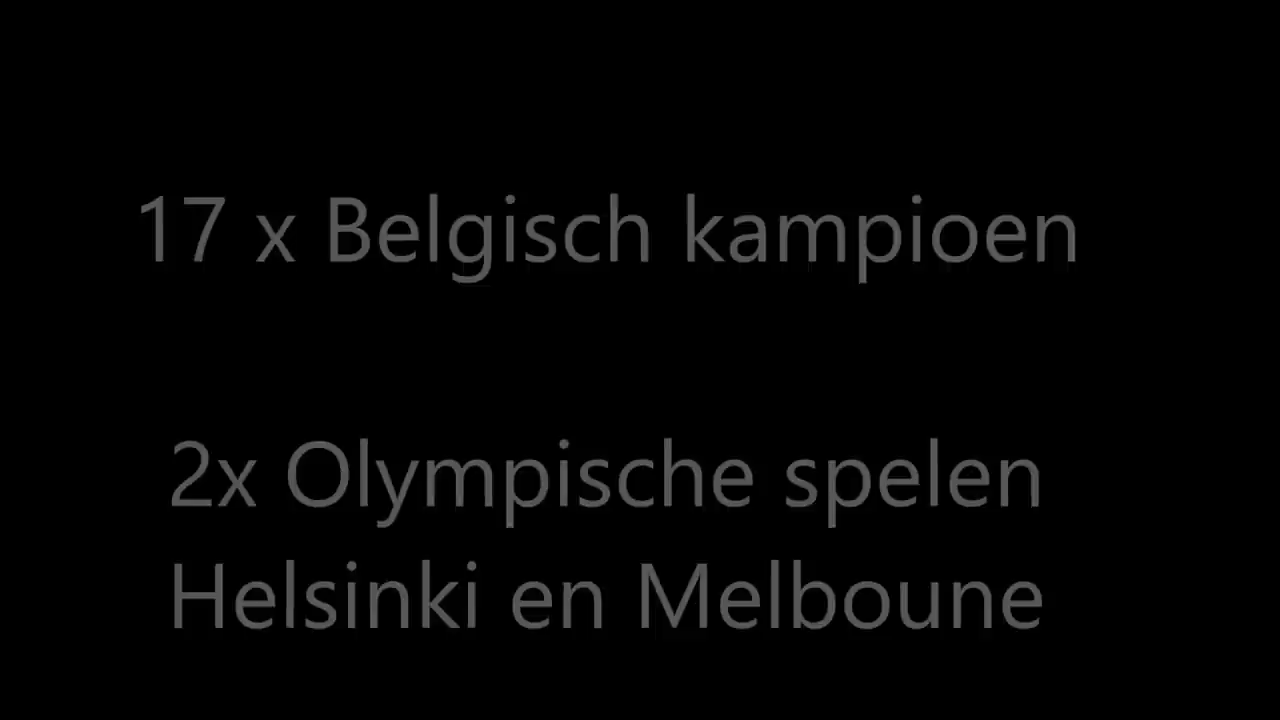 17 x Belgisch kampioen
2x Olympische spelen
Helsinki en Melboune